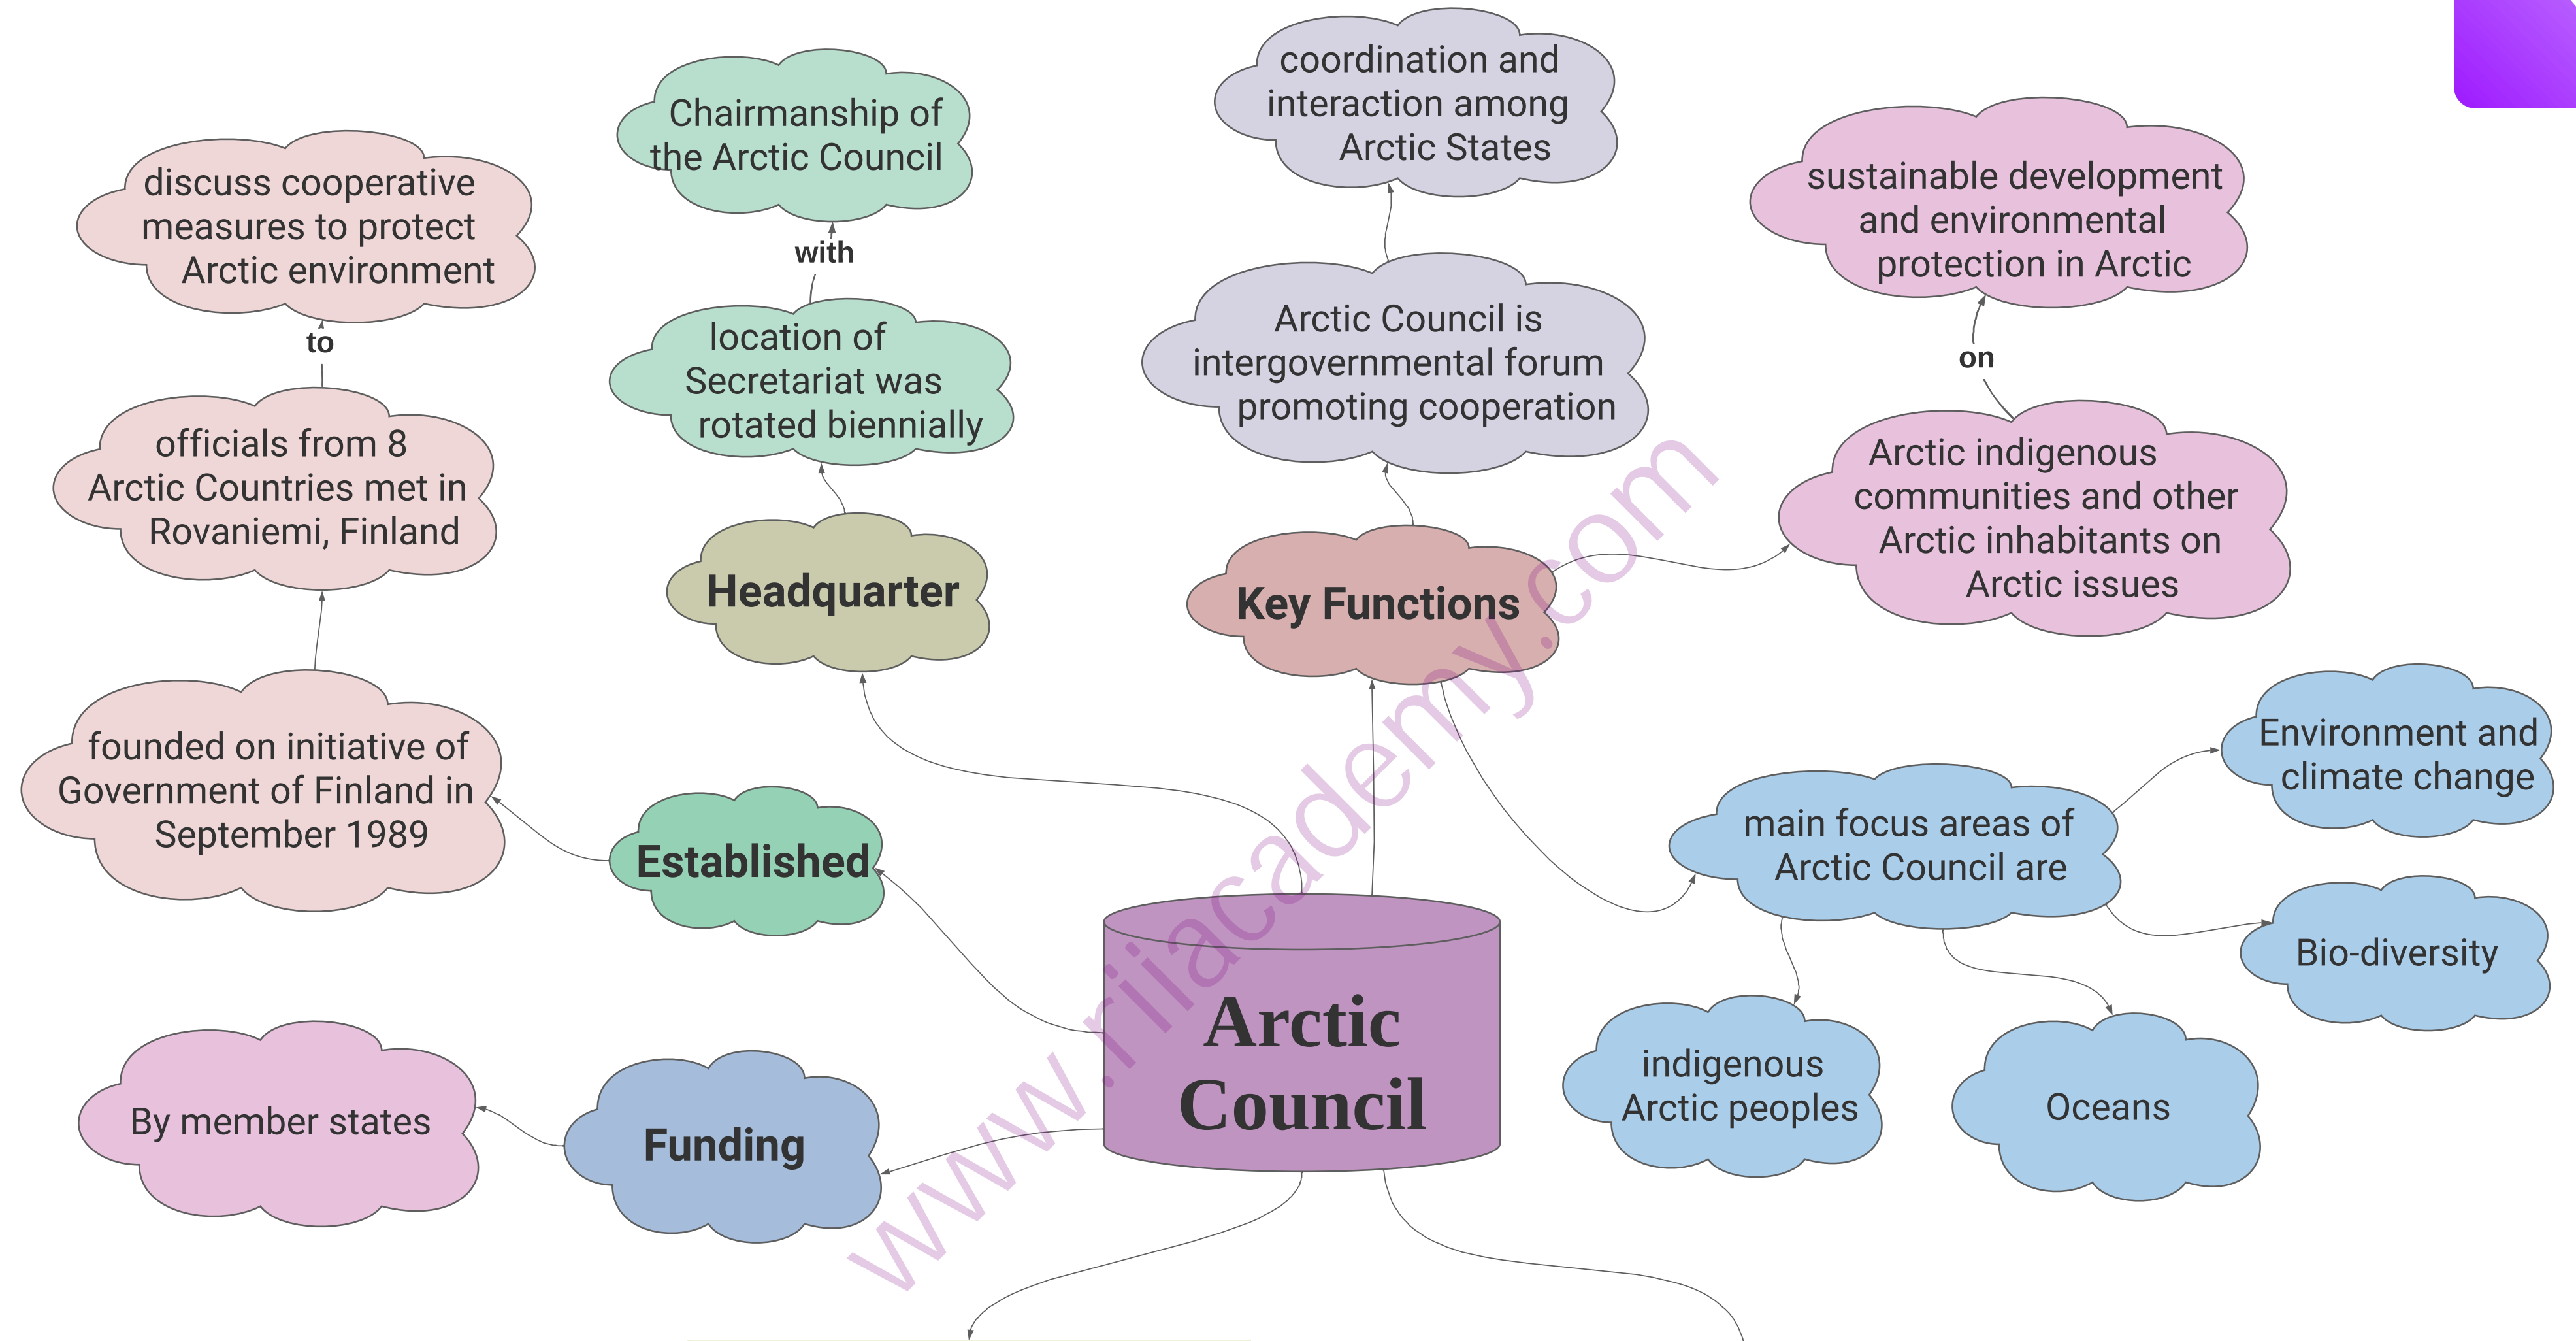 discuss cooperative
measures to protect
Arctic environment
to
officials from 8
Arctic Countries met in
Rovaniemi, Finland
founded on initiative of
Government of Finland in
September 1989
Established
Chairmanship of
the Arctic Council
with
location of
Secretariat was
rotated biennially
Headquarter
coordination and
interaction among
Arctic States
Arctic Council is
intergovernmental forum
promoting cooperation
Key Functions
sustainable development
and environmental
protection in Arctic
on
Arctic indigenous
communities and other
Arctic inhabitants on
Arctic issues
main focus areas of
Arctic Council are
Environment and
climate change
Bio-diversity
indigenous
Arctic peoples
Oceans
By member states
Funding
Arctic
Council